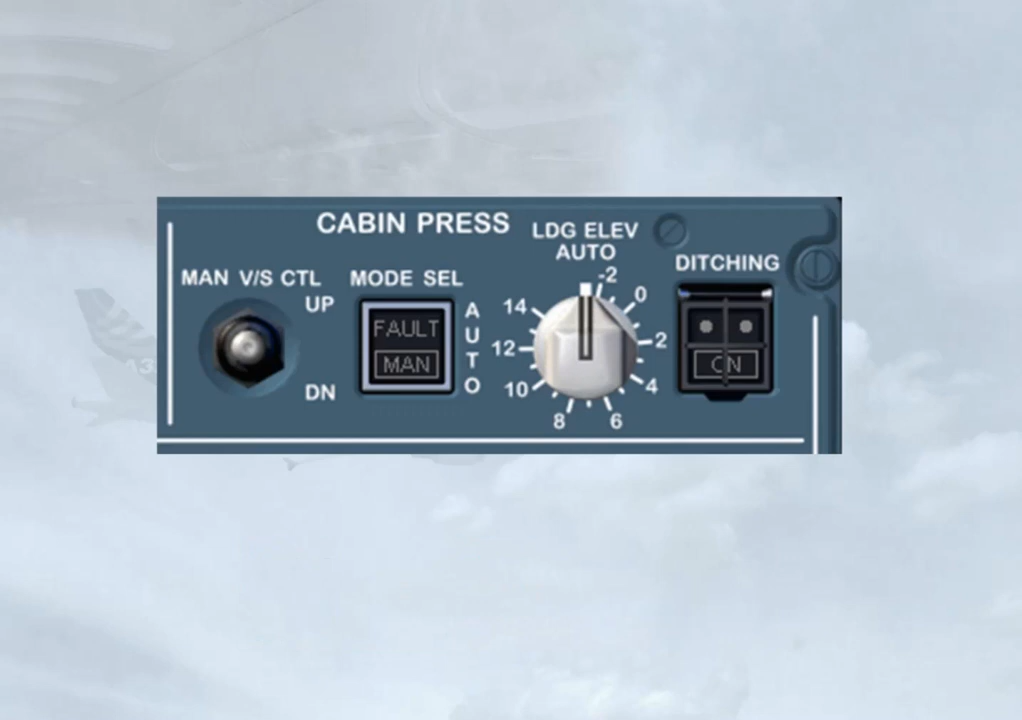 CABIN PRESS
LDG ELEV
AUTO
DITCHING
MAN V/S CTL
MODE SEL
UP
DN
FAULT
MAN
AUTO
-2
0
2
4
6
8
10
12
14
ON
A3